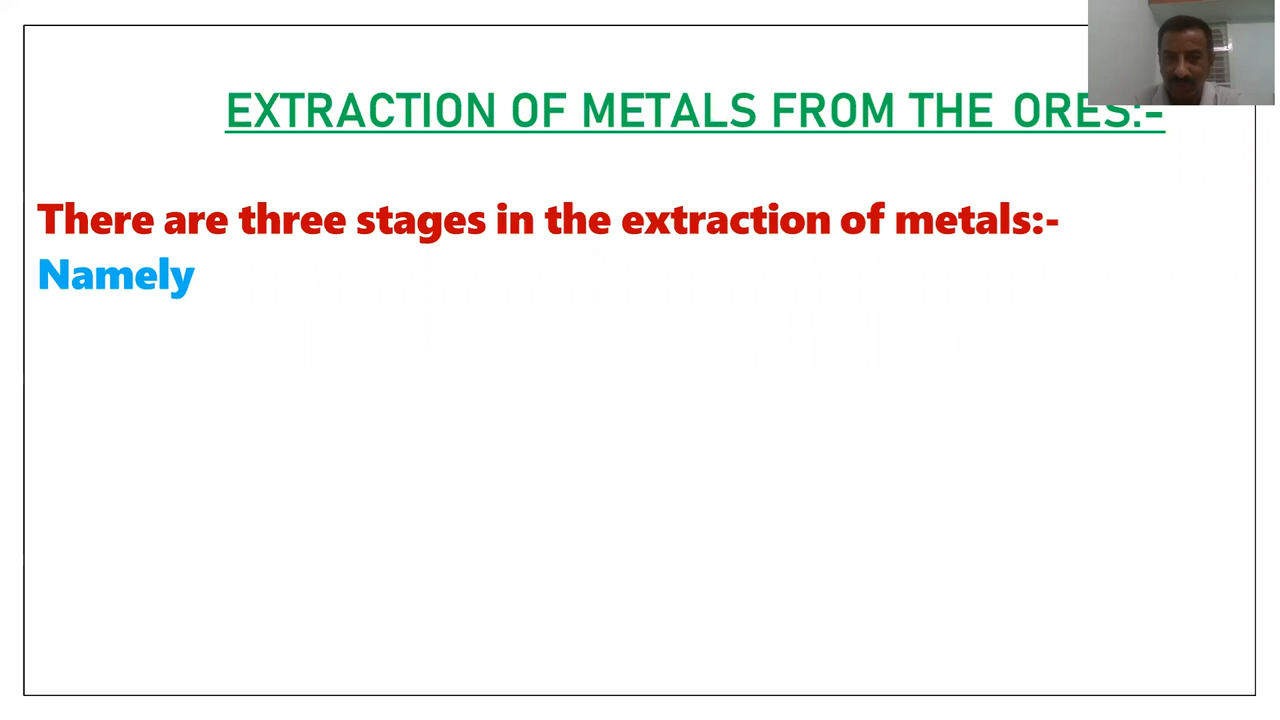 EXTRACTION OF METALS FROM THE ORES:-
There are three stages in the extraction of metals:-
Namely